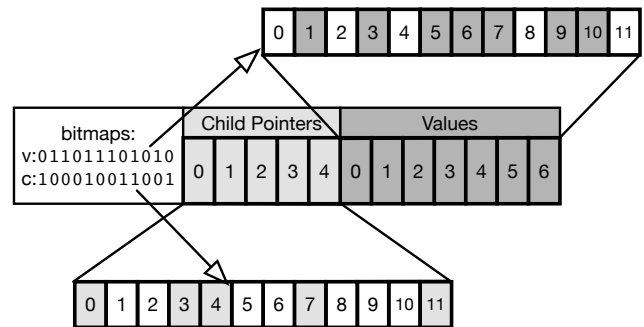 0 1 2 3 4 5 6 7 8 9 10 11
Child Pointers Values
bitmaps:
v:011011101010
c:100010011001
0 1 2 3 4 0 1 2 3 4 5 6
0 1 2 3 4 5 6 7 8 9 10 11